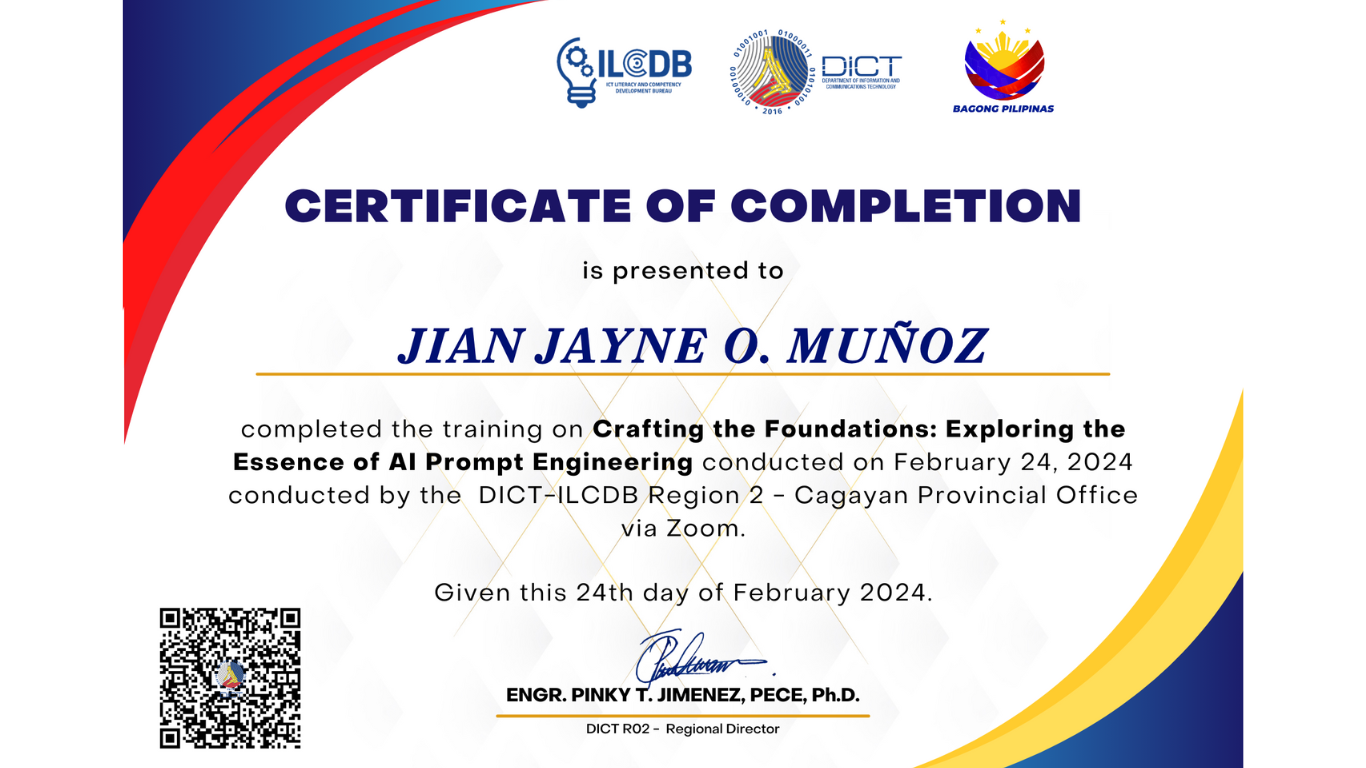 ILCDB
ICT LITERACY AND COMPETENCY
DEVELOPMENT BUREAU
01001001 01000011 01010100 01000100
• 2016 •
DICT
DEPARTMENT OF INFORMATION AND
COMMUNICATIONS TECHNOLOGY
BAGONG PILIPINAS
CERTIFICATE OF COMPLETION
is presented to
JIAN JAYNE O. MUÑOZ
completed the training on Crafting the Foundations: Exploring the
Essence of AI Prompt Engineering conducted on February 24, 2024
conducted by the DICT-ILCDB Region 2 - Cagayan Provincial Office
via Zoom.
Given this 24th day of February 2024.
ENGR. PINKY T. JIMENEZ, PECE, Ph.D.
DICT R02 - Regional Director